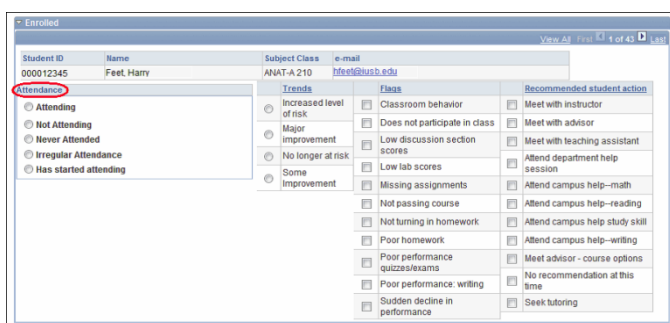 Enrolled
View All First 1 of 43 Last
Student ID Name Subject Class e-mail
000012345 Feet, Harry ANAT-A 210 hfeet@iusb.edu
Attendance
Attending
Not Attending
Never Attended
Irregular Attendance
Has started attending
Trends
Increased level
of risk
Major
improvement
No longer at risk
Some
Improvement
Flags
Classroom behavior
Does not participate in class
Low discussion section
scores
Low lab scores
Missing assignments
Not passing course
Not turning in homework
Poor homework
Poor performance
quizzes/exams
Poor performance: writing
Sudden decline in
performance
Recommended student action
Meet with instructor
Meet with advisor
Meet with teaching assistant
Attend department help
session
Attend campus help--math
Attend campus help--reading
Attend campus help study skill
Attend campus help--writing
Meet advisor - course options
No recommendation at this
time
Seek tutoring